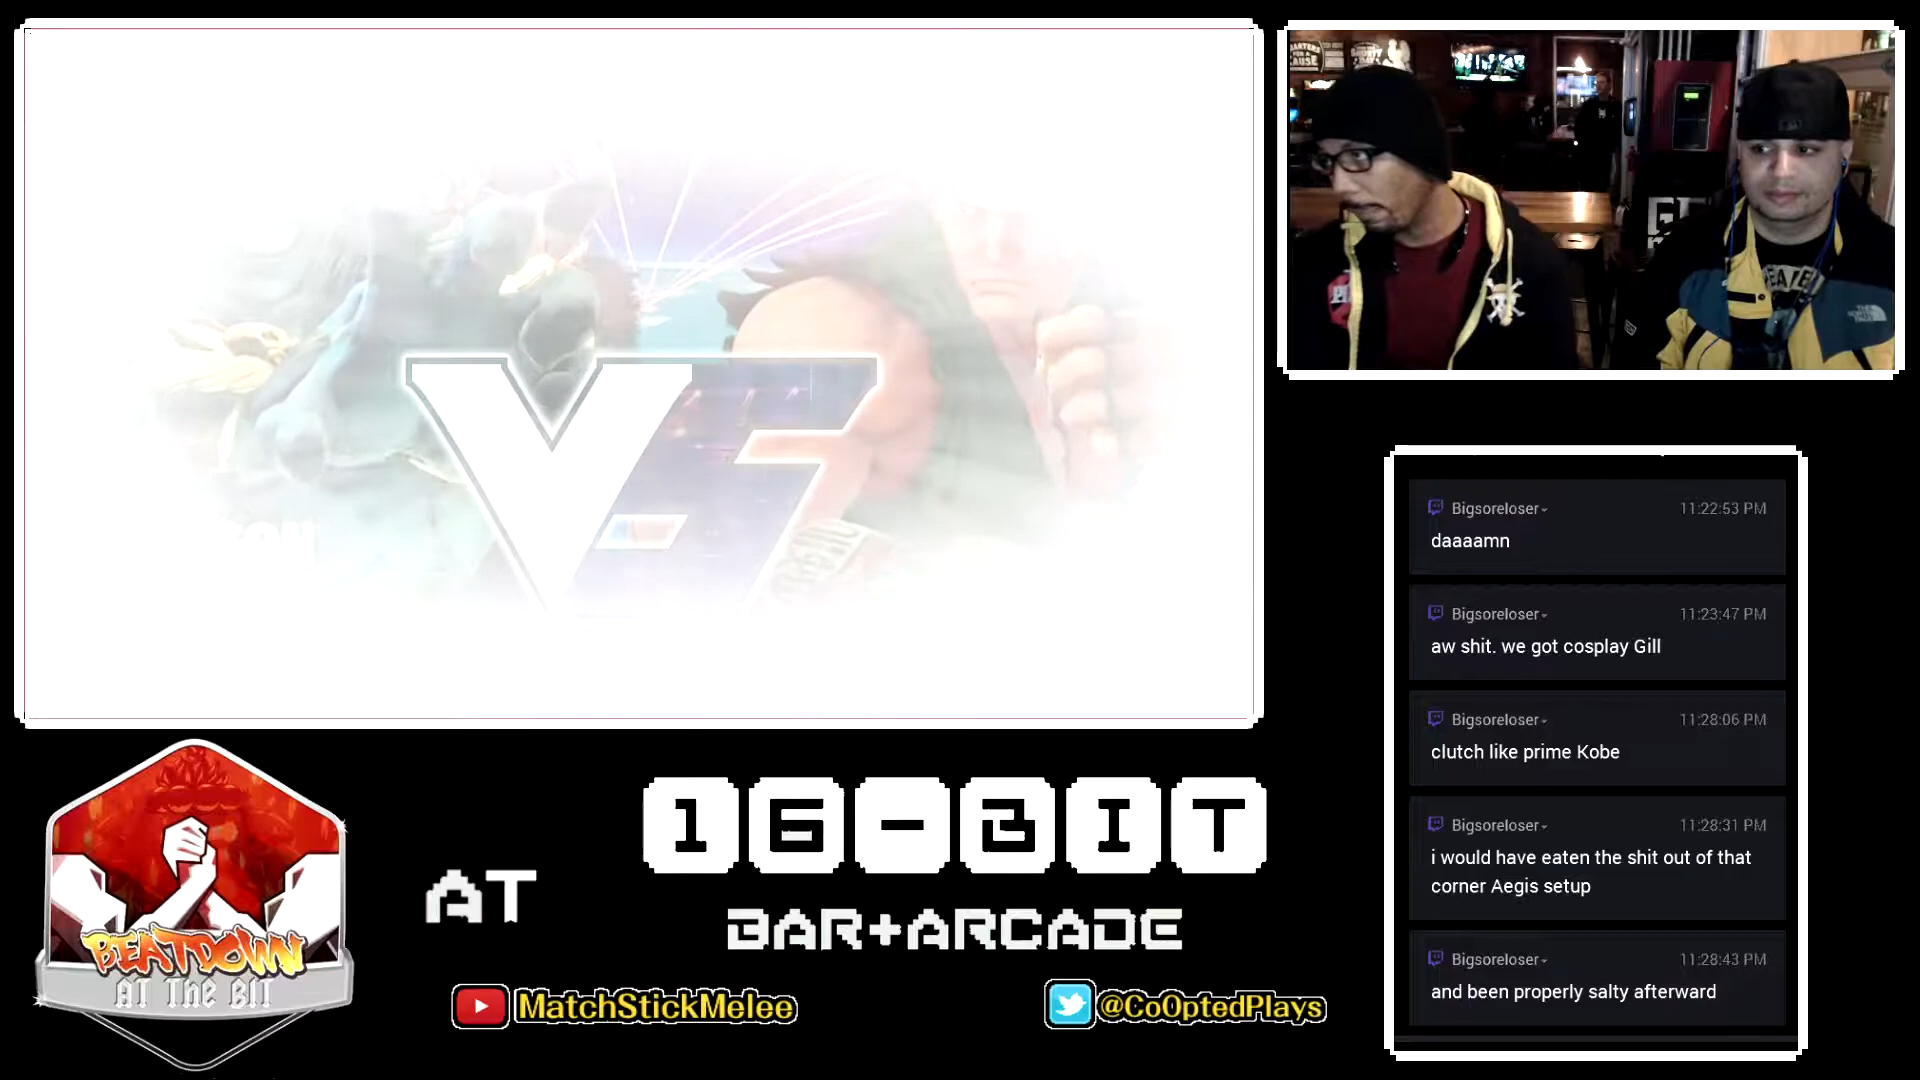 VS
Bigsoreloser 11:22:53 PM
daaaamn
Bigsoreloser 11:23:47 PM
aw shit. we got cosplay Gill
Bigsoreloser 11:28:06 PM
clutch like prime Kobe
Bigsoreloser 11:28:31 PM
i would have eaten the shit out of that
corner Aegis setup
Bigsoreloser 11:28:43 PM
and been properly salty afterward
BEATDOWN
AT THE BIT
AT
16-BIT
BAR+ARCADE
MatchStickMelee
@CoOptedPlays